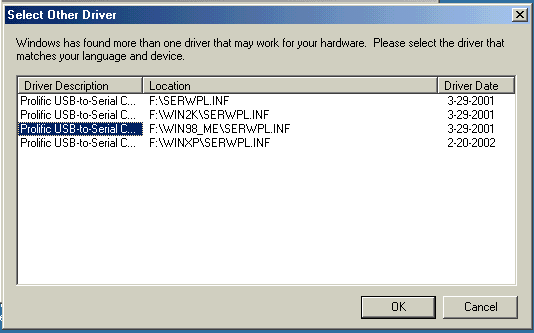 Select Other Driver
Windows has found more than one driver that may work for your hardware. Please select the driver that
matches your language and device.
Driver Description Location Driver Date
Prolific USB-to-Serial C... F:\SERWPL.INF 3-29-2001
Prolific USB-to-Serial C... F:\WIN2K\SERWPL.INF 3-29-2001
Prolific USB-to-Serial C... F:\WIN98_ME\SERWPL.INF 3-29-2001
Prolific USB-to-Serial C... F:\WINXP\SERWPL.INF 2-20-2002
OK Cancel